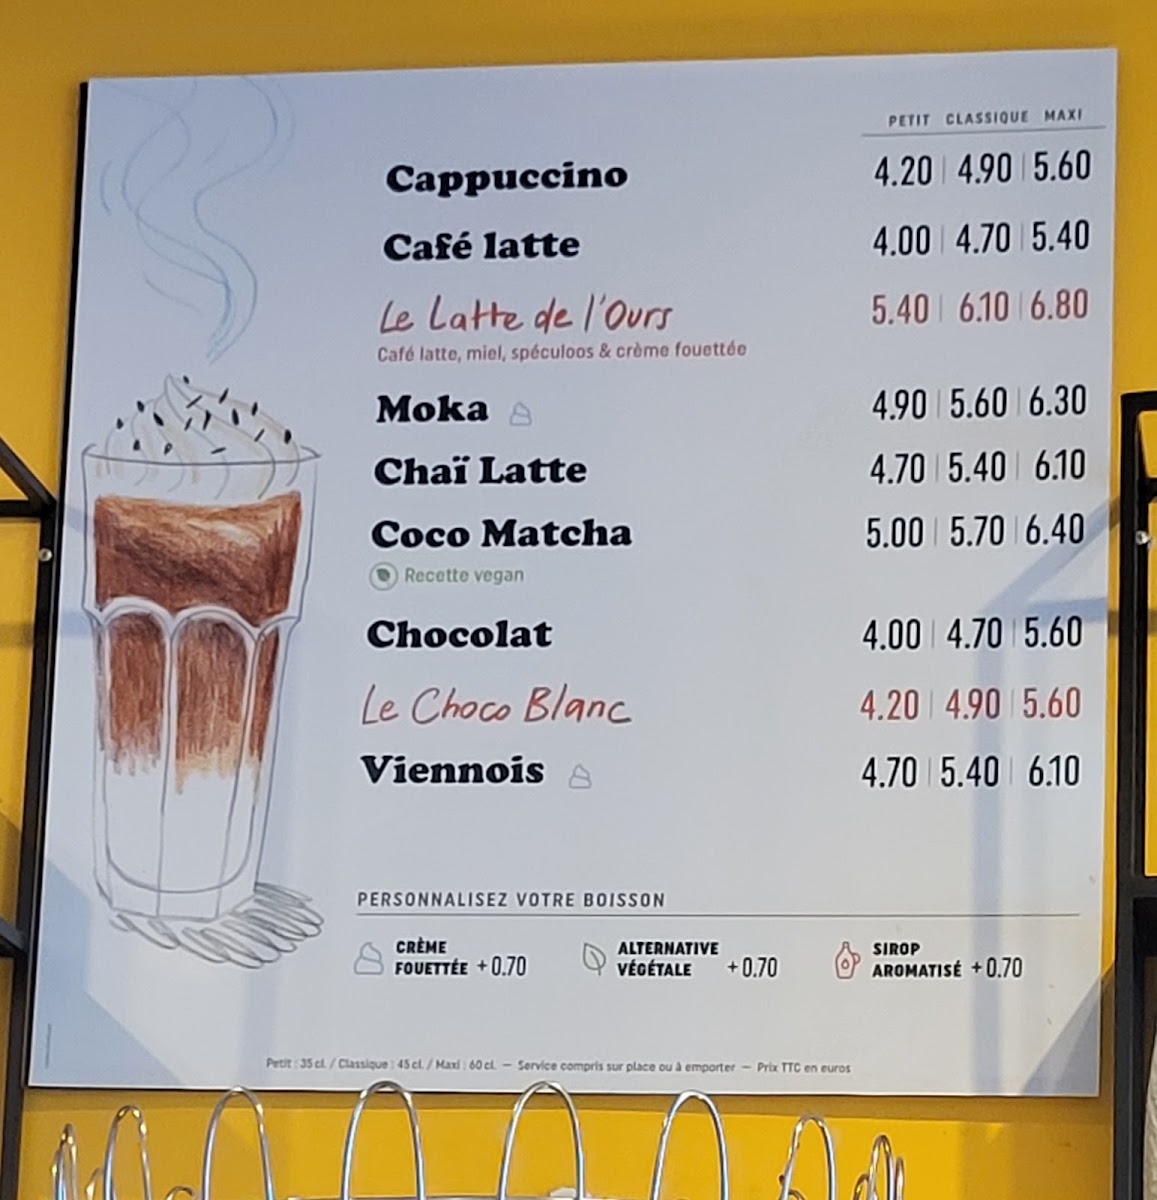 PETIT CLASSIQUE MAXI
Cappuccino 4.20 | 4.90 | 5.60
Café latte 4.00 | 4.70 | 5.40
Le Latte de l'Ours 5.40 | 6.10 | 6.80
Café latte, miel, spéculoos & crème fouettée
Moka 4.90 | 5.60 | 6.30
Chaï Latte 4.70 | 5.40 | 6.10
Coco Matcha 5.00 | 5.70 | 6.40
Recette vegan
Chocolat 4.00 | 4.70 | 5.60
Le Choco Blanc 4.20 | 4.90 | 5.60
Viennois 4.70 | 5.40 | 6.10
PERSONNALISEZ VOTRE BOISSON
CRÈME
FOUETTÉE +0.70
ALTERNATIVE
VÉGÉTALE +0.70
SIROP
AROMATISÉ +0.70
Petit : 35 cl. / Classique : 45 cl. / Maxi : 60 cl. — Service compris sur place ou à emporter — Prix TTC en euros